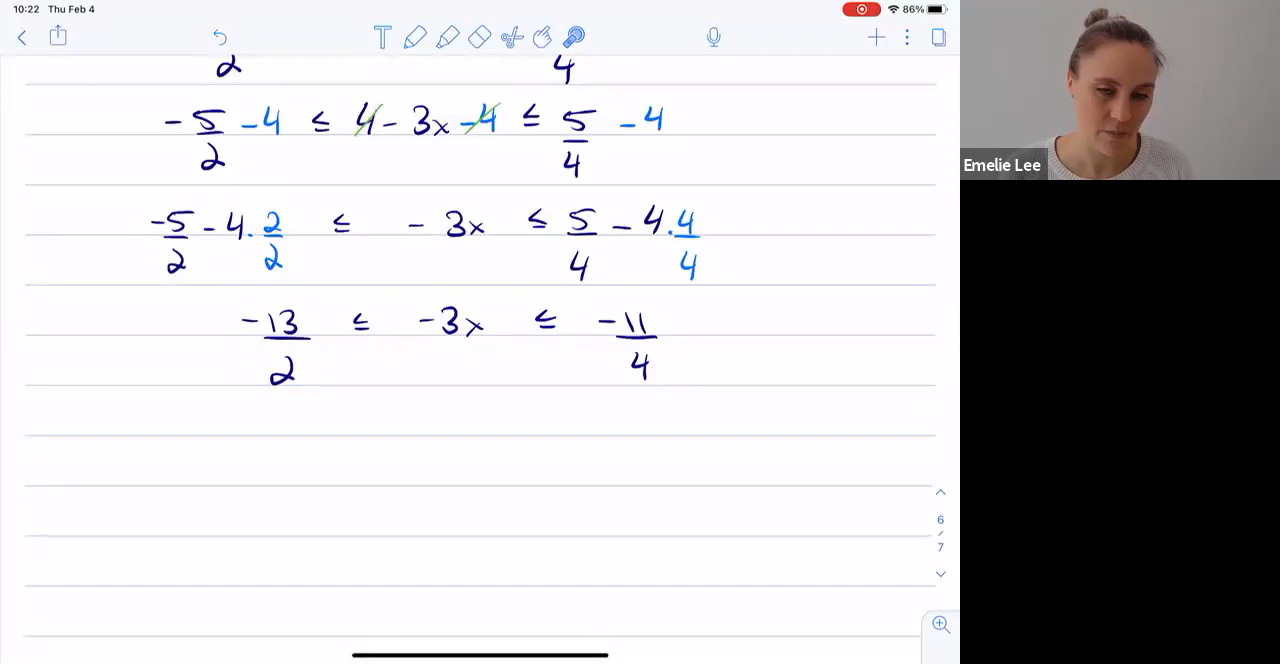 10:22 Thu Feb 4 86%
T
2 4
-5/2 -4 ≤ 4 - 3x -4 ≤ 5/4 -4
-5/2 - 4 · 2/2 ≤ - 3x ≤ 5/4 - 4 · 4/4
-13/2 ≤ -3x ≤ -11/4
6
7
Emelie Lee